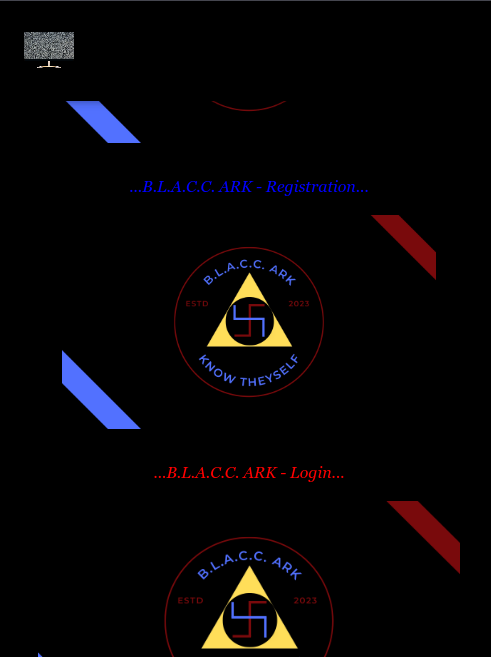 ...B.L.A.C.C. ARK - Registration...
B.L.A.C.C. ARK
ESTD 2023
KNOW THEYSELF
...B.L.A.C.C. ARK - Login...
B.L.A.C.C. ARK
ESTD 2023